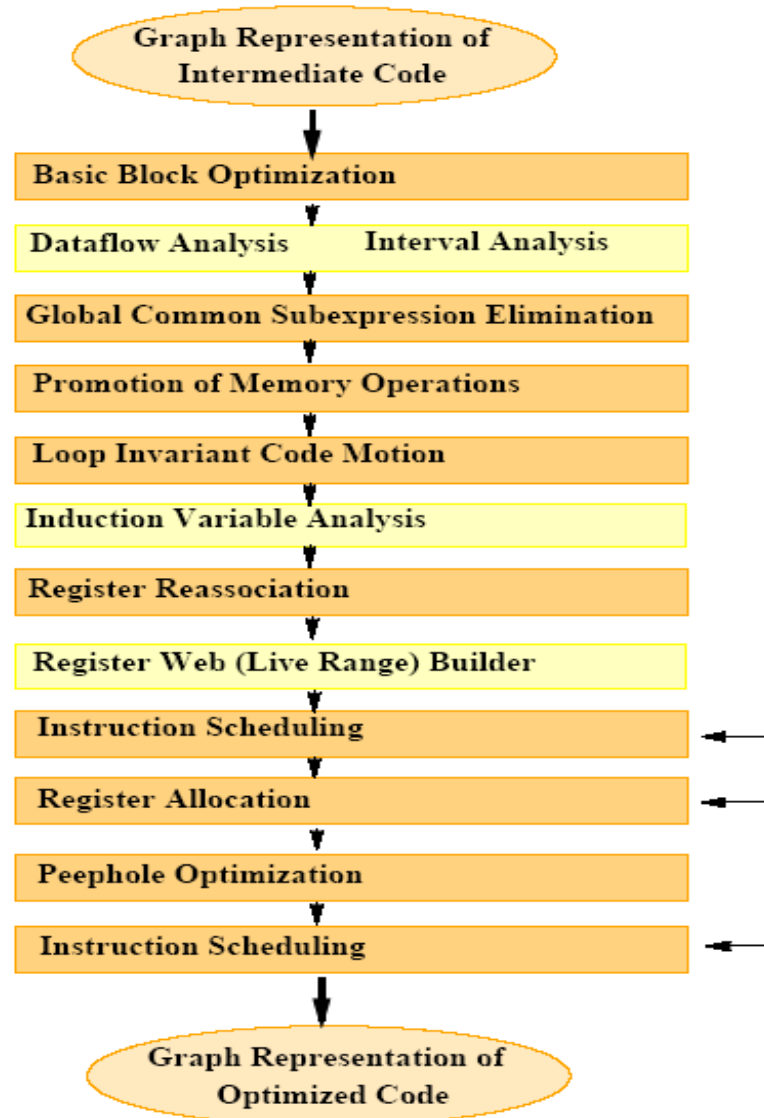 Graph Representation of
Intermediate Code
Basic Block Optimization
Dataflow Analysis Interval Analysis
Global Common Subexpression Elimination
Promotion of Memory Operations
Loop Invariant Code Motion
Induction Variable Analysis
Register Reassociation
Register Web (Live Range) Builder
Instruction Scheduling
Register Allocation
Peephole Optimization
Instruction Scheduling
Graph Representation of
Optimized Code